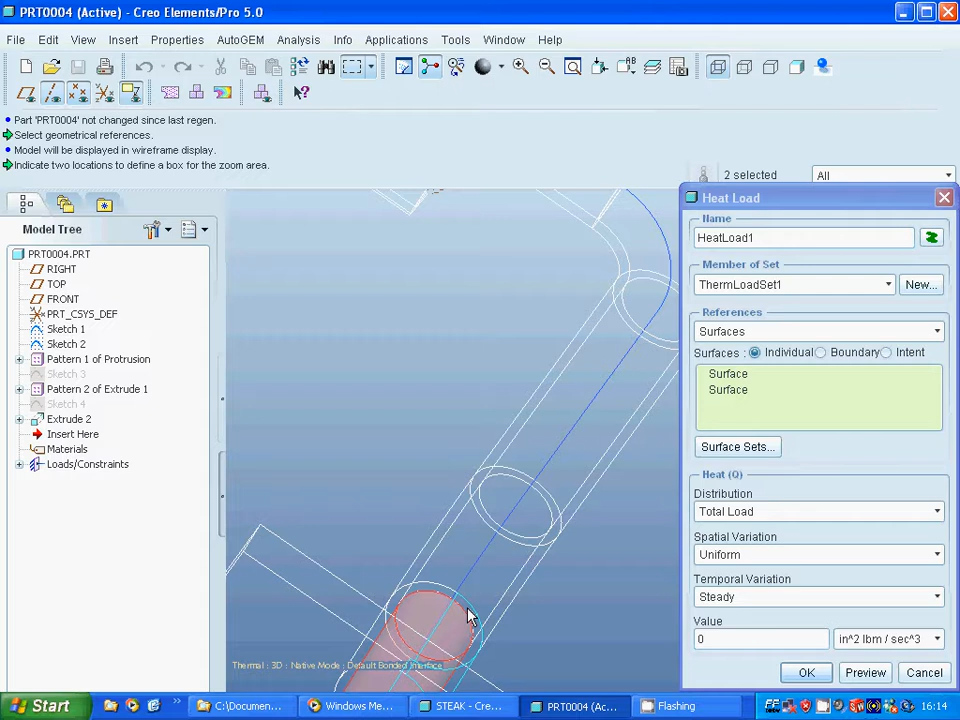 PRT0004 (Active) - Creo Elements/Pro 5.0
File Edit View Insert Properties AutoGEM Analysis Info Applications Tools Window Help
Part 'PRT0004' not changed since last regen.
Select geometrical references.
Model will be displayed in wireframe display.
Indicate two locations to define a box for the zoom area.
2 selected
All
Model Tree
PRT0004.PRT
RIGHT
TOP
FRONT
PRT_CSYS_DEF
Sketch 1
Sketch 2
Pattern 1 of Protrusion
Sketch 3
Pattern 2 of Extrude 1
Sketch 4
Extrude 2
Insert Here
Materials
Loads/Constraints
Thermal : 3D : Native Mode : Default Bonded Interface
Heat Load
Name
HeatLoad1
Member of Set
ThermLoadSet1
New...
References
Surfaces
Surfaces : Individual Boundary Intent
Surface
Surface
Surface Sets...
Heat (Q)
Distribution
Total Load
Spatial Variation
Uniform
Temporal Variation
Steady
Value
0
in^2 lbm / sec^3
OK Preview Cancel
Start
C:\Documen...
Windows Me...
STEAK - Cre...
PRT0004 (Ac...
Flashing
16:14